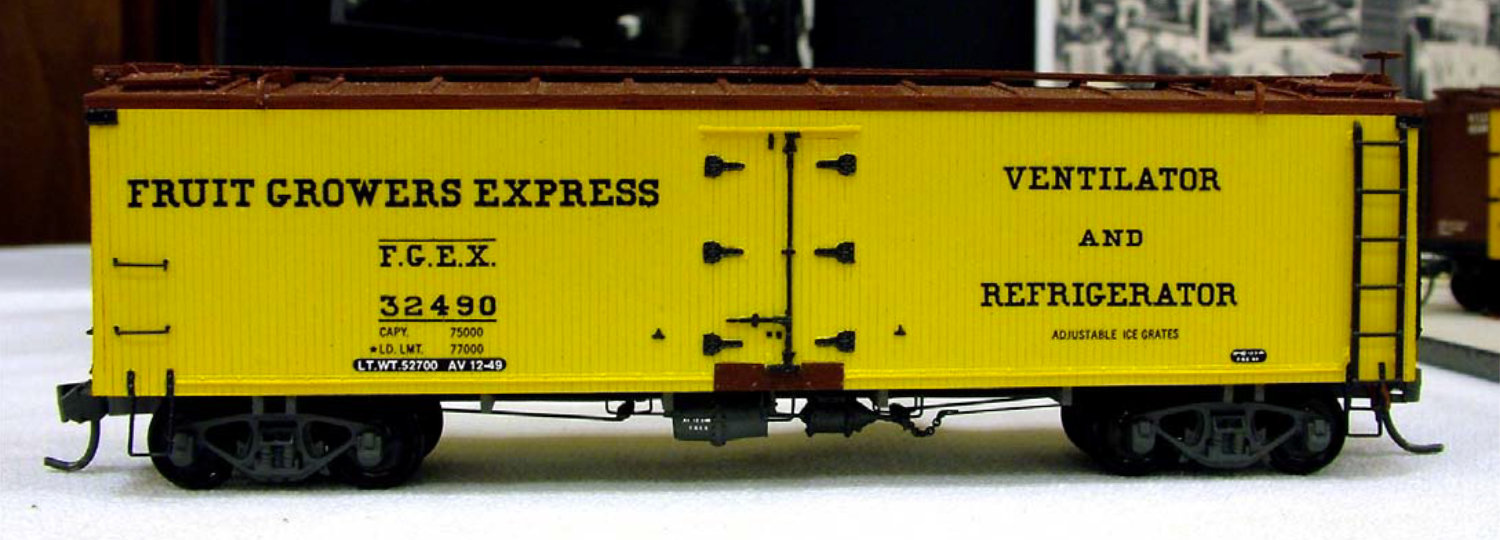 FRUIT GROWERS EXPRESS
F.G.E.X.
32490
CAPY. 75000
★LD. LMT. 77000
LT.WT.52700 AV 12-49
VENTILATOR
AND
REFRIGERATOR
ADJUSTABLE ICE GRATES